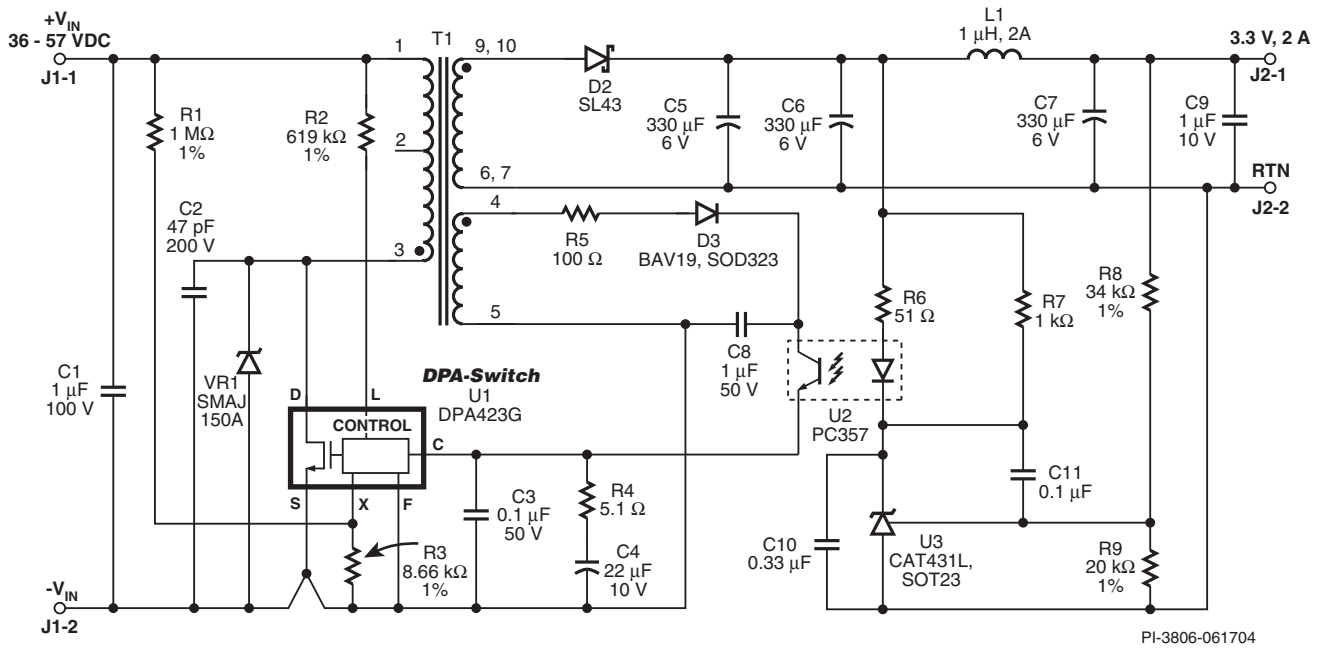 +VIN
36 - 57 VDC
J1-1
R1
1 MΩ
1%
R2
619 kΩ
1%
1
2
3
T1
9, 10
6, 7
4
5
D2
SL43
C5
330 µF
6 V
C6
330 µF
6 V
L1
1 µH, 2A
C7
330 µF
6 V
C9
1 µF
10 V
3.3 V, 2 A
J2-1
RTN
J2-2
C2
47 pF
200 V
R5
100 Ω
D3
BAV19, SOD323
R6
51 Ω
R7
1 kΩ
R8
34 kΩ
1%
C1
1 µF
100 V
VR1
SMAJ
150A
DPA-Switch
U1
DPA423G
D
L
CONTROL
C
S
X
F
C8
1 µF
50 V
U2
PC357
C3
0.1 µF
50 V
R4
5.1 Ω
C4
22 µF
10 V
R3
8.66 kΩ
1%
C11
0.1 µF
C10
0.33 µF
U3
CAT431L,
SOT23
R9
20 kΩ
1%
-VIN
J1-2
PI-3806-061704